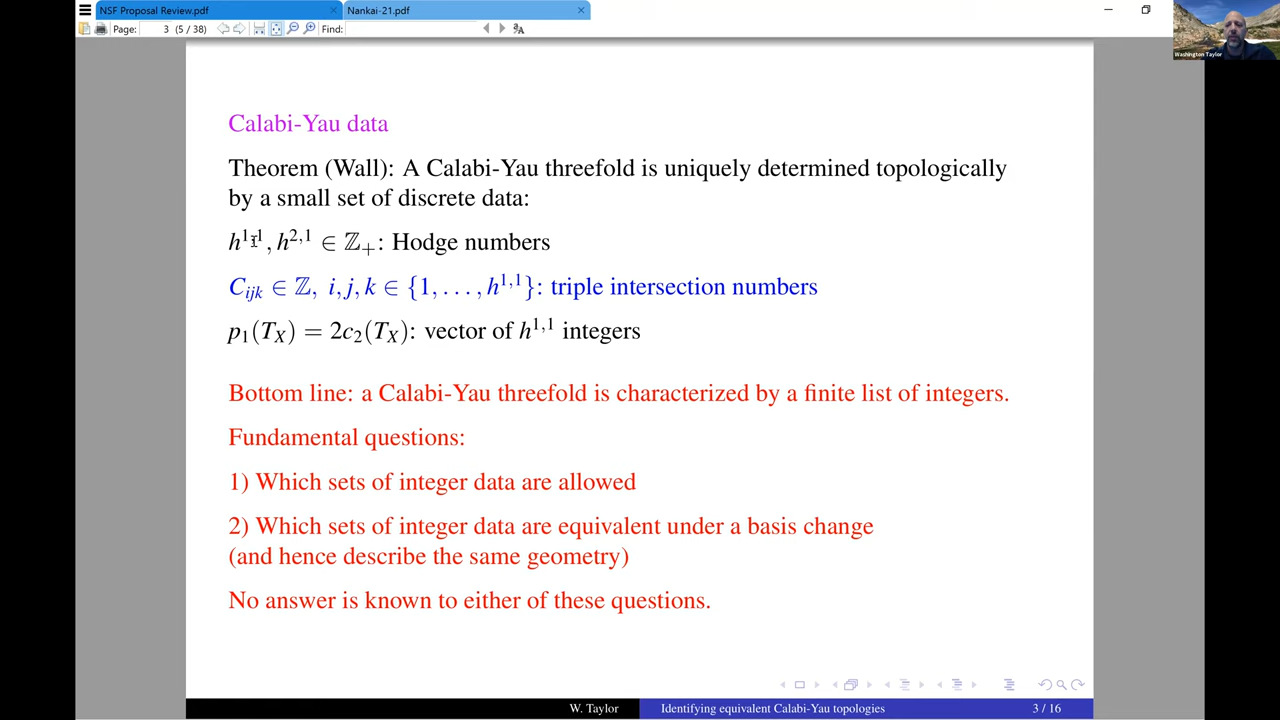 NSF Proposal Review.pdf
Nankai-21.pdf
Page: 3 (5 / 38) Find:
Washington Taylor
Calabi-Yau data
Theorem (Wall): A Calabi-Yau threefold is uniquely determined topologically
by a small set of discrete data:
h^{1,1}, h^{2,1} ∈ ℤ₊: Hodge numbers
C_{ijk} ∈ ℤ, i, j, k ∈ {1, . . . , h^{1,1}}: triple intersection numbers
p₁(T_X) = 2c₂(T_X): vector of h^{1,1} integers
Bottom line: a Calabi-Yau threefold is characterized by a finite list of integers.
Fundamental questions:
1) Which sets of integer data are allowed
2) Which sets of integer data are equivalent under a basis change
(and hence describe the same geometry)
No answer is known to either of these questions.
W. Taylor Identifying equivalent Calabi-Yau topologies 3 / 16